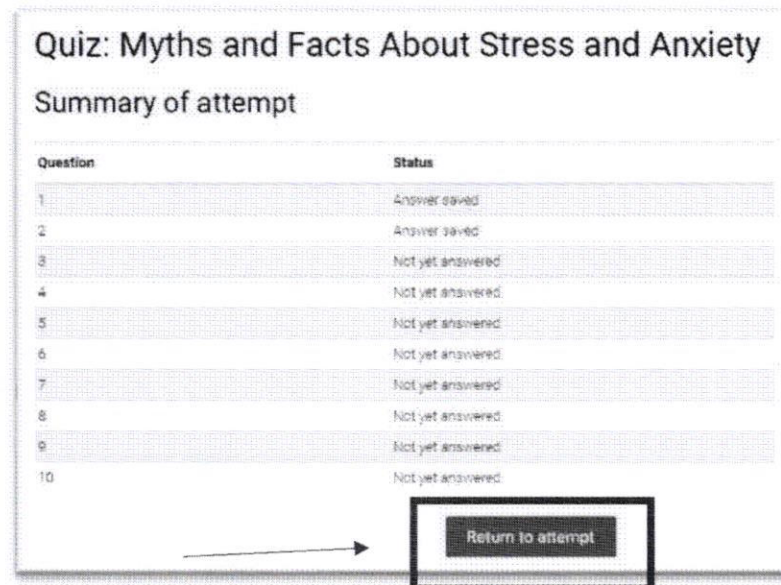 Quiz: Myths and Facts About Stress and Anxiety
Summary of attempt
Question Status
1 Answer saved
2 Answer saved
3 Not yet answered
4 Not yet answered
5 Not yet answered
6 Not yet answered
7 Not yet answered
8 Not yet answered
9 Not yet answered
10 Not yet answered
Return to attempt